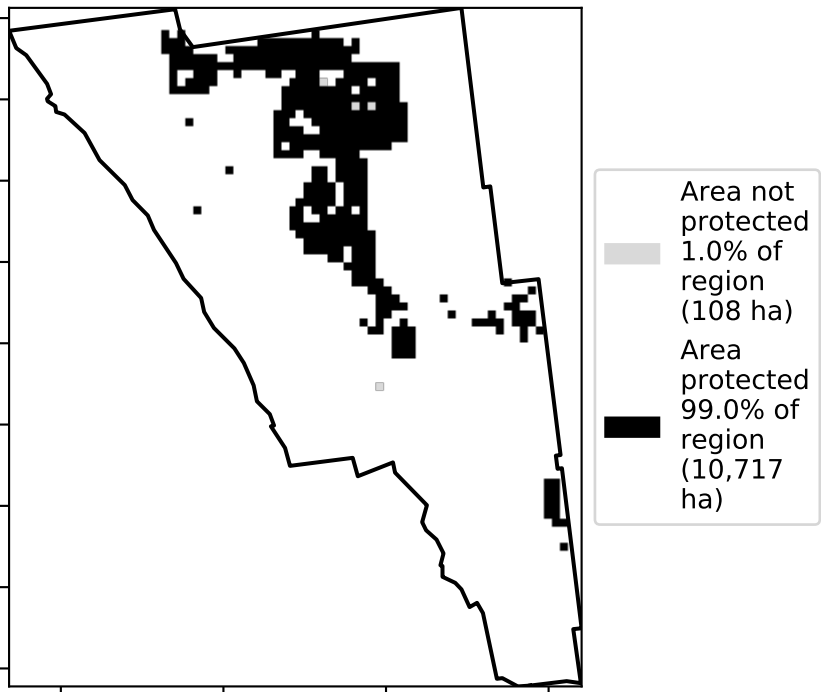 Area not
protected
1.0% of
region
(108 ha)
Area
protected
99.0% of
region
(10,717
ha)